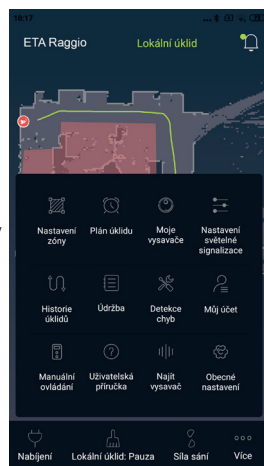 18:17
ETA Raggio Lokální úklid
Nastavení zóny Plán úklidu Moje vysavače Nastavení světelné signalizace
Historie úklidů Údržba Detekce chyb Můj účet
Manuální ovládání Uživatelská příručka Najít vysavač Obecné nastavení
Nabíjení Lokální úklid: Pauza Síla sání Více